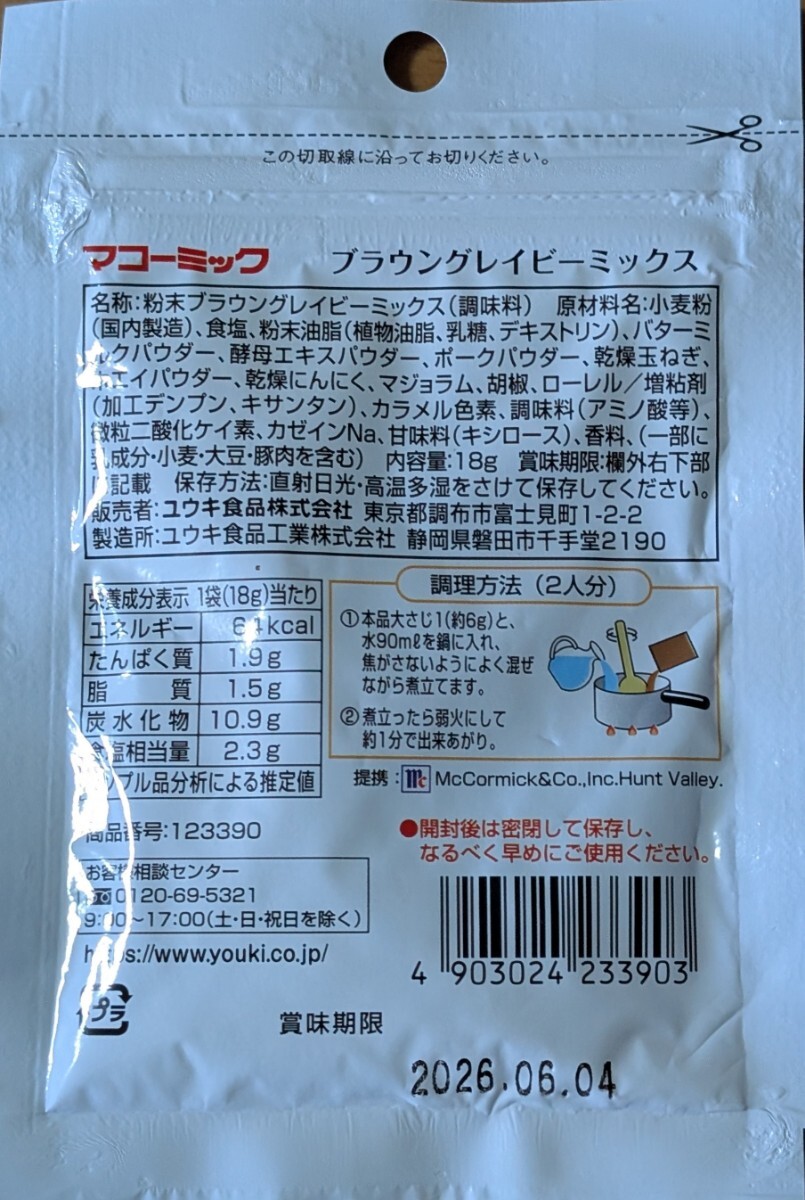 この切取線に沿ってお切りください。
マコーミック ブラウングレイビーミックス
名称:粉末ブラウングレイビーミックス(調味料) 原材料名:小麦粉
(国内製造)、食塩、粉末油脂(植物油脂、乳糖、デキストリン)、バターミ
ルクパウダー、酵母エキスパウダー、ポークパウダー、乾燥玉ねぎ、
ホエイパウダー、乾燥にんにく、マジョラム、胡椒、ローレル/増粘剤
(加工デンプン、キサンタン)、カラメル色素、調味料(アミノ酸等)、
微粒二酸化ケイ素、カゼインNa、甘味料(キシロース)、香料、(一部に
乳成分・小麦・大豆・豚肉を含む) 内容量:18g 賞味期限:欄外右下部
に記載 保存方法:直射日光・高温多湿をさけて保存してください。
販売者:ユウキ食品株式会社 東京都調布市富士見町1-2-2
製造所:ユウキ食品工業株式会社 静岡県磐田市千手堂2190
栄養成分表示 1袋(18g)当たり
エネルギー 64kcal
たんぱく質 1.9g
脂質 1.5g
炭水化物 10.9g
食塩相当量 2.3g
サンプル品分析による推定値
調理方法(2人分)
①本品大さじ1(約6g)と、
水90mℓを鍋に入れ、
焦がさないようによく混ぜ
ながら煮立てます。
②煮立ったら弱火にして
約1分で出来あがり。
提携: Mc McCormick&Co.,Inc.Hunt Valley.
商品番号:123390
●開封後は密閉して保存し、
なるべく早めにご使用ください。
お客様相談センター
0120-69-5321
9:00〜17:00(土・日・祝日を除く)
https://www.youki.co.jp/
4 903024 233903
プラ
賞味期限
2026.06.04